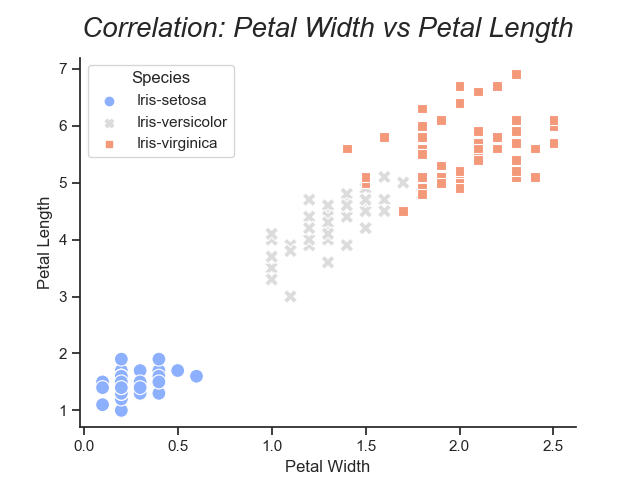 Correlation: Petal Width vs Petal Length
Species
Iris-setosa
Iris-versicolor
Iris-virginica
Petal Length
7
6
5
4
3
2
1
0.0 0.5 1.0 1.5 2.0 2.5
Petal Width